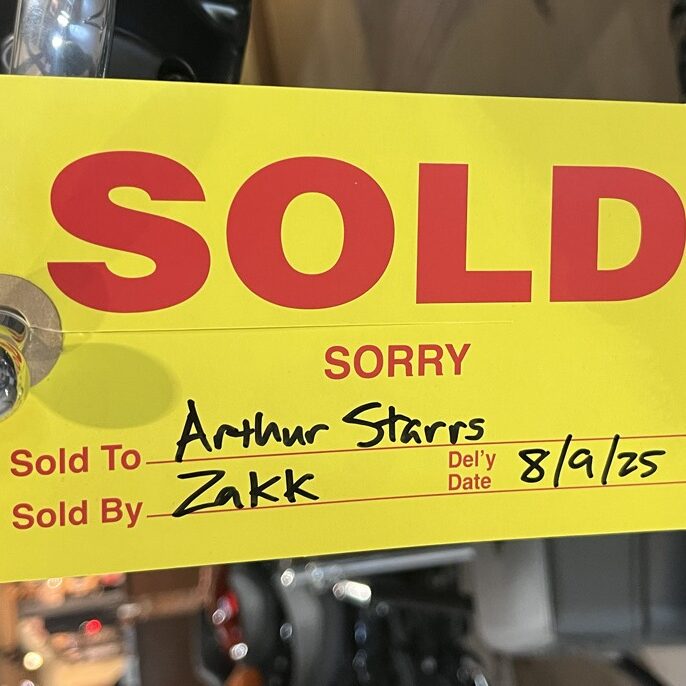 SOLD
SORRY
Sold To Arthur Starrs
Sold By Zakk Del'y Date 8/9/25